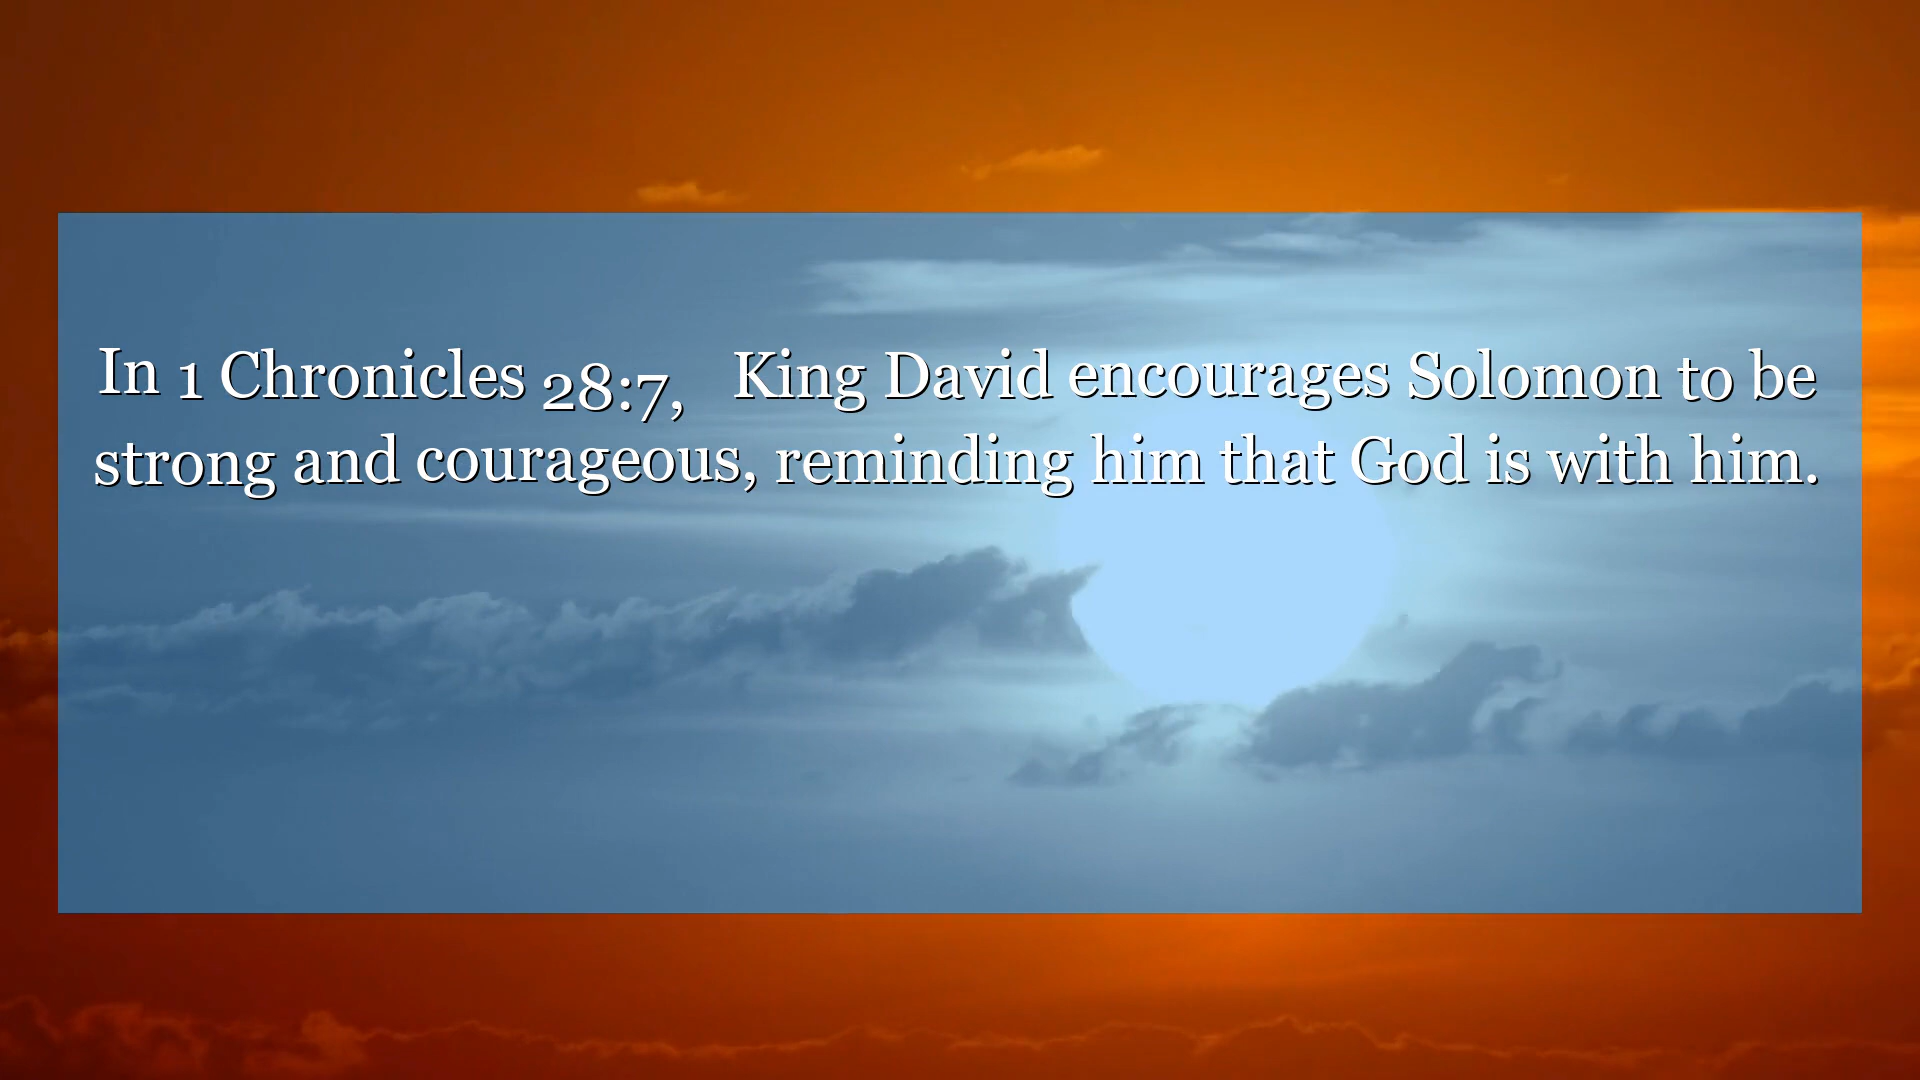 In 1 Chronicles 28:7, King David encourages Solomon to be
strong and courageous, reminding him that God is with him.